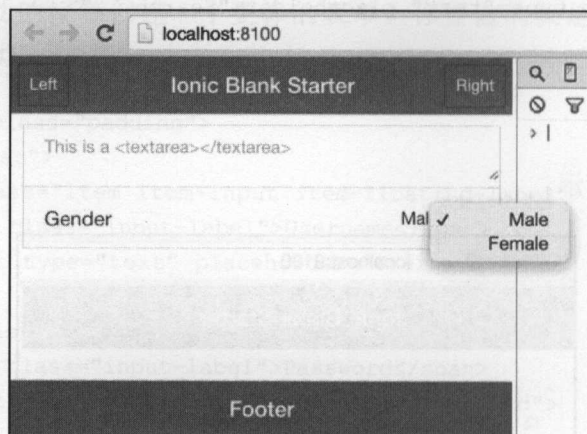 localhost:8100
Left Ionic Blank Starter Right
This is a <textarea></textarea>
Gender Mal ✓ Male
Female
Footer